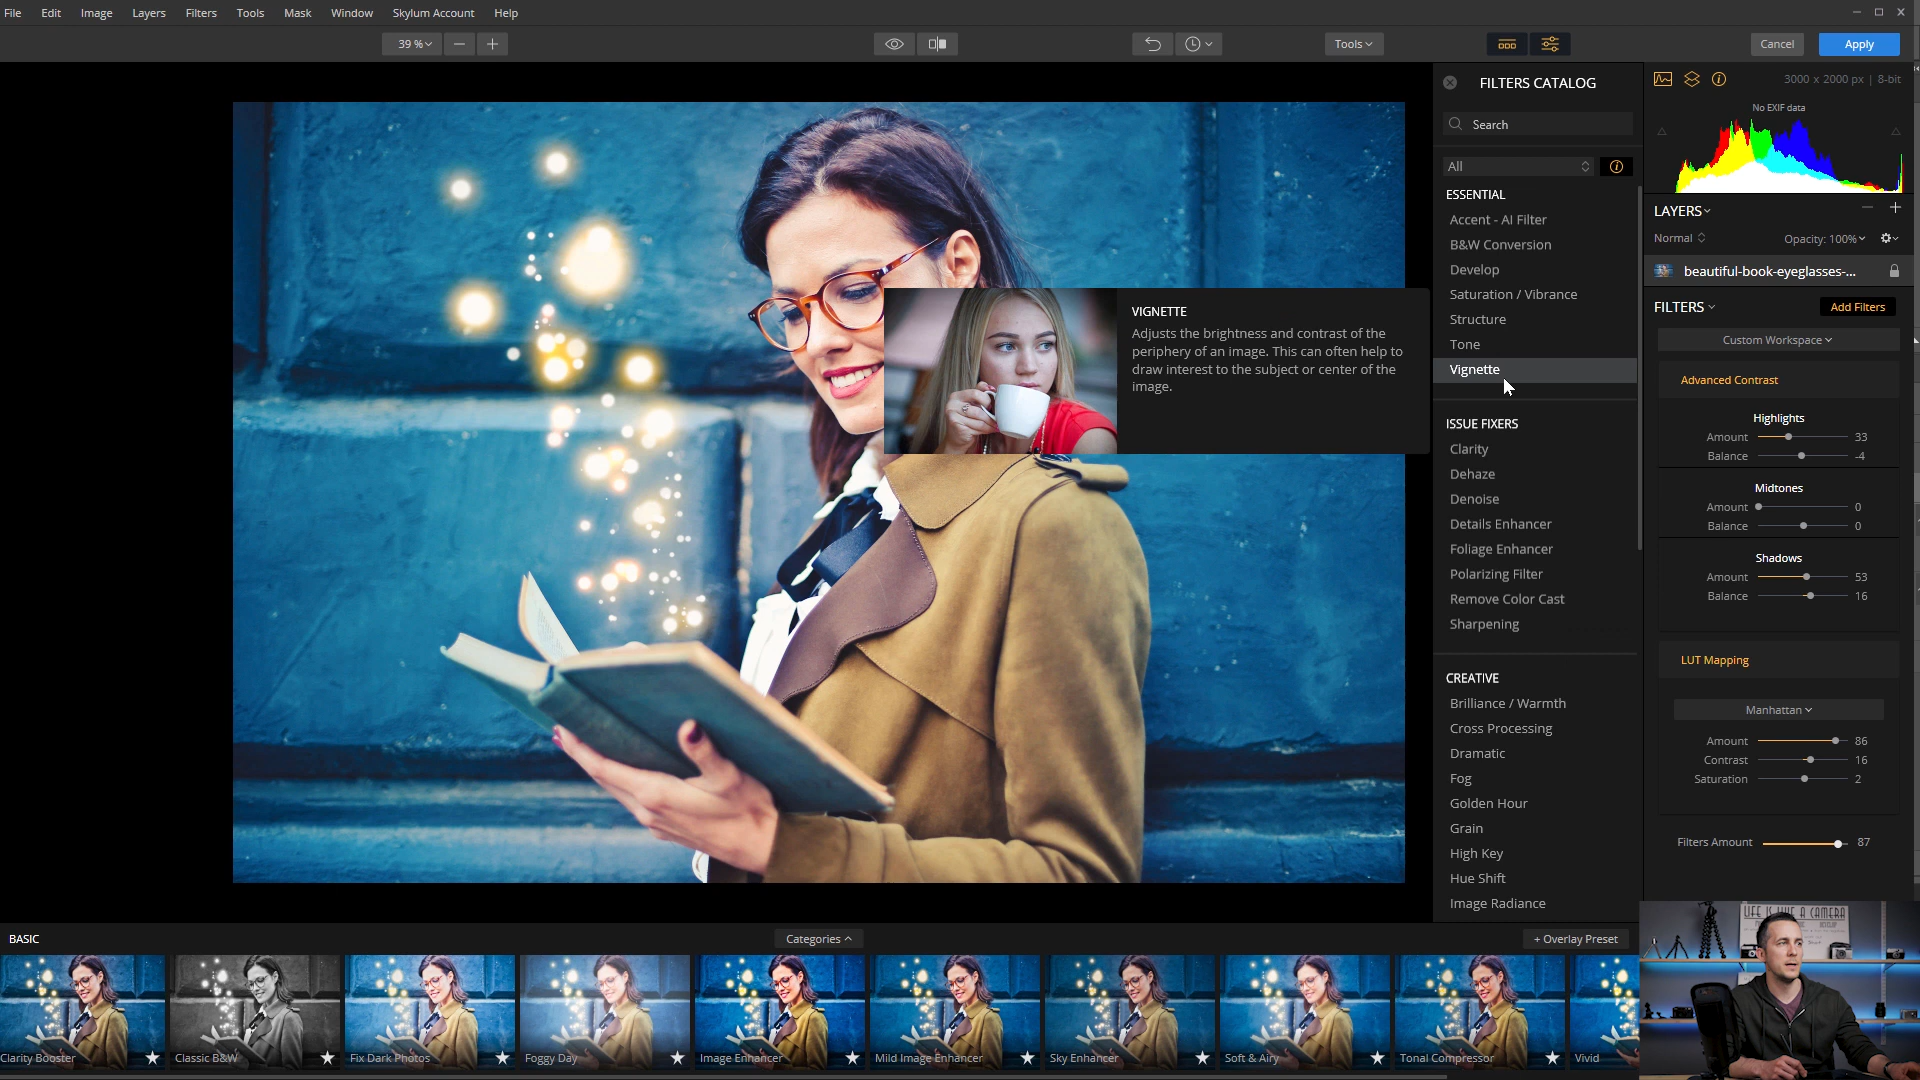 File Edit Image Layers Filters Tools Mask Window Skylum Account Help
39 % Tools Cancel Apply
FILTERS CATALOG
Search
All
ESSENTIAL
Accent - AI Filter
B&W Conversion
Develop
Saturation / Vibrance
Structure
Tone
Vignette
ISSUE FIXERS
Clarity
Dehaze
Denoise
Details Enhancer
Foliage Enhancer
Polarizing Filter
Remove Color Cast
Sharpening
CREATIVE
Brilliance / Warmth
Cross Processing
Dramatic
Fog
Golden Hour
Grain
High Key
Hue Shift
Image Radiance
VIGNETTE
Adjusts the brightness and contrast of the
periphery of an image. This can often help to
draw interest to the subject or center of the
image.
3000 x 2000 px | 8-bit
No EXIF data
LAYERS
Normal Opacity: 100%
beautiful-book-eyeglasses-...
FILTERS Add Filters
Custom Workspace
Advanced Contrast
Highlights
Amount 33
Balance -4
Midtones
Amount 0
Balance 0
Shadows
Amount 53
Balance 16
LUT Mapping
Manhattan
Amount 86
Contrast 16
Saturation 2
Filters Amount 87
LIFE IS LIKE A CAMERA
BASIC Categories + Overlay Preset
Clarity Booster Classic B&W Fix Dark Photos Foggy Day Image Enhancer Mild Image Enhancer Sky Enhancer Soft & Airy Tonal Compressor Vivid